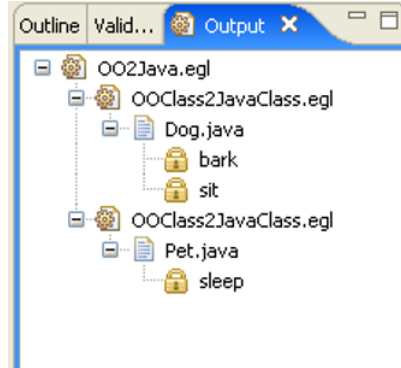 Outline Valid... Output
OO2Java.egl
OOClass2JavaClass.egl
Dog.java
bark
sit
OOClass2JavaClass.egl
Pet.java
sleep